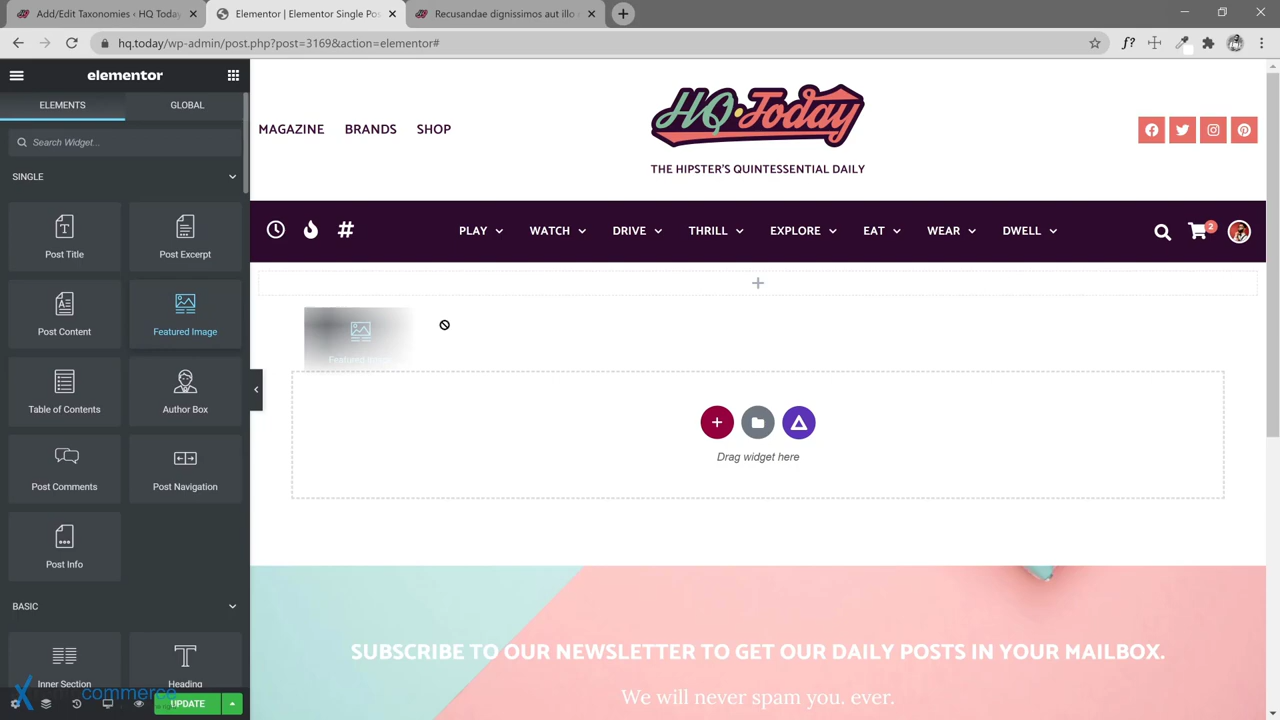 Add/Edit Taxonomies ‹ HQ Today
Elementor | Elementor Single Po
Recusandae dignissimos aut illo
hq.today/wp-admin/post.php?post=3169&action=elementor#
elementor
ELEMENTS
GLOBAL
Search Widget...
SINGLE
Post Title
Post Excerpt
Post Content
Featured Image
Table of Contents
Author Box
Post Comments
Post Navigation
Post Info
BASIC
Inner Section
Heading
commerce
UPDATE
MAGAZINE
BRANDS
SHOP
HQ Today
THE HIPSTER'S QUINTESSENTIAL DAILY
PLAY
WATCH
DRIVE
THRILL
EXPLORE
EAT
WEAR
DWELL
2
Featured Image
Drag widget here
SUBSCRIBE TO OUR NEWSLETTER TO GET OUR DAILY POSTS IN YOUR MAILBOX.
We will never spam you. ever.